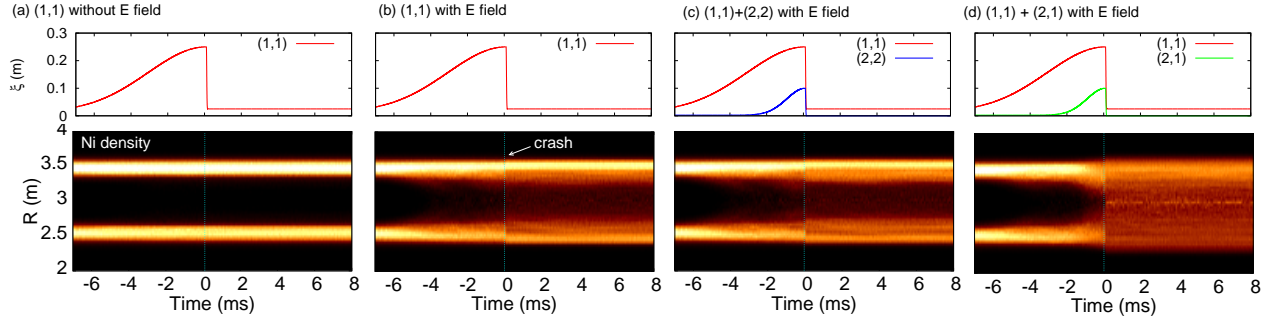 (a) (1,1) without E field
(b) (1,1) with E field
(c) (1,1)+(2,2) with E field
(d) (1,1) + (2,1) with E field
ξ (m)
0.3
0.2
0.1
0
(1,1)
(1,1)
(1,1)
(2,2)
(1,1)
(2,1)
R (m)
4
3.5
3
2.5
2
Ni density
crash
-6 -4 -2 0 2 4 6 8
-6 -4 -2 0 2 4 6 8
-6 -4 -2 0 2 4 6 8
-6 -4 -2 0 2 4 6 8
Time (ms)
Time (ms)
Time (ms)
Time (ms)